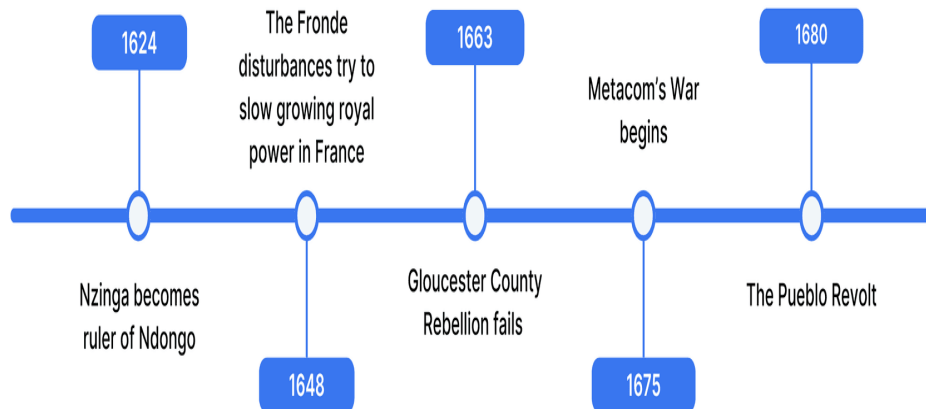 1624
The Fronde
disturbances try to
slow growing royal
power in France
1663
Metacom's War
begins
1680
Nzinga becomes
ruler of Ndongo
1648
Gloucester County
Rebellion fails
1675
The Pueblo Revolt